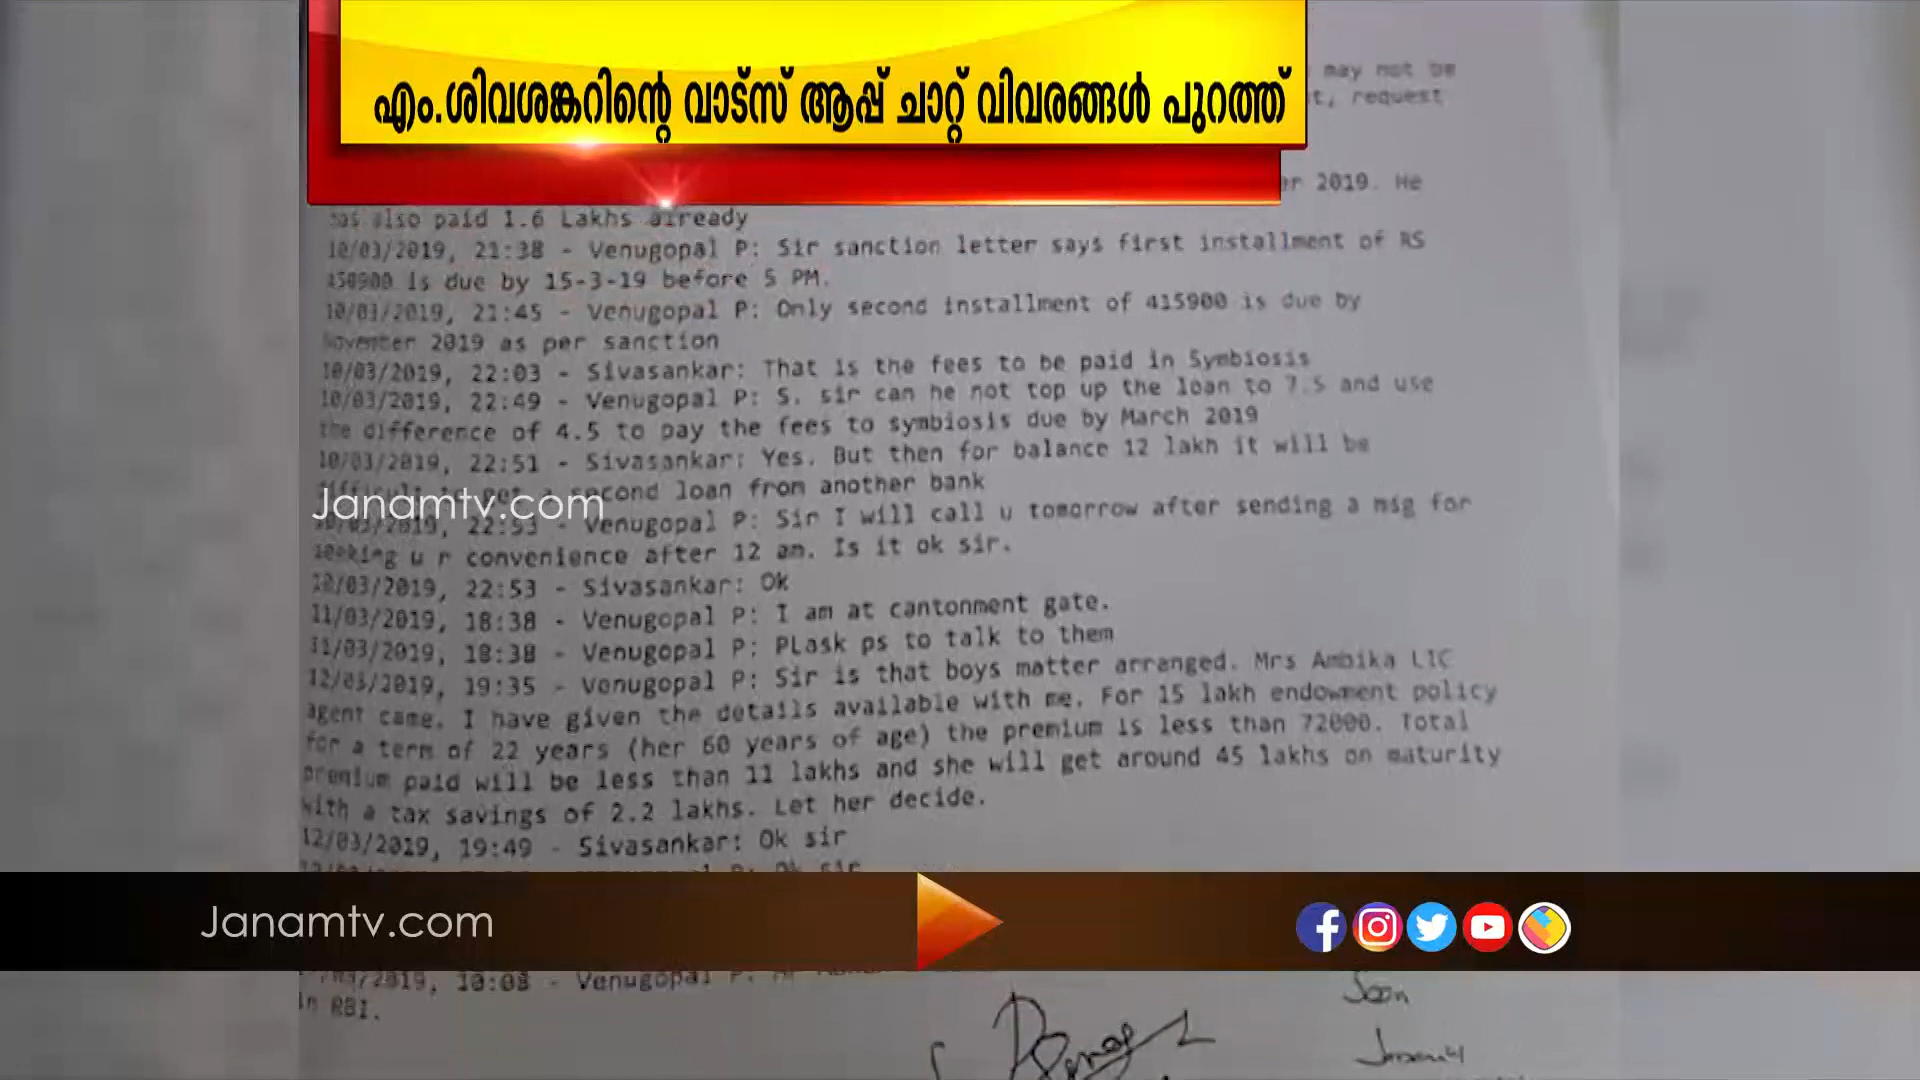 എം.ശിവശങ്കറിന്റെ വാട്സ് ആപ്പ് ചാറ്റ് വിവരങ്ങൾ പുറത്ത്
may not be
request
2019. He
also paid 1.6 Lakhs already
10/03/2019, 21:38 - Venugopal P: Sir sanction letter says first installment of RS
450900 is due by 15-3-19 before 5 PM.
10/03/2019, 21:45 - Venugopal P: Only second installment of 415900 is due by
November 2019 as per sanction
10/03/2019, 22:03 - Sivasankar: That is the fees to be paid in Symbiosis
10/03/2019, 22:49 - Venugopal P: S. sir can he not top up the loan to 7.5 and use
the difference of 4.5 to pay the fees to symbiosis due by March 2019
10/03/2019, 22:51 - Sivasankar: Yes. But then for balance 12 lakh it will be
second loan from another bank
Janamtv.com
10/03/2019, 22:53 - Venugopal P: Sir I will call u tomorrow after sending a msg for
seeking u r convenience after 12 am. Is it ok sir.
10/03/2019, 22:53 - Sivasankar: Ok
11/03/2019, 18:38 - Venugopal P: I am at cantonment gate.
11/03/2019, 18:38 - Venugopal P: PLask ps to talk to them
12/03/2019, 19:35 - Venugopal P: Sir is that boys matter arranged. Mrs Ambika LIC
agent came. I have given the details available with me. For 15 lakh endowment policy
for a term of 22 years (her 60 years of age) the premium is less than 72000. Total
premium paid will be less than 11 lakhs and she will get around 45 lakhs on maturity
with a tax savings of 2.2 lakhs. Let her decide.
12/03/2019, 19:49 - Sivasankar: Ok sir
P: Ok sir
Janamtv.com
10:08 - Venugopal P:
in RBI.